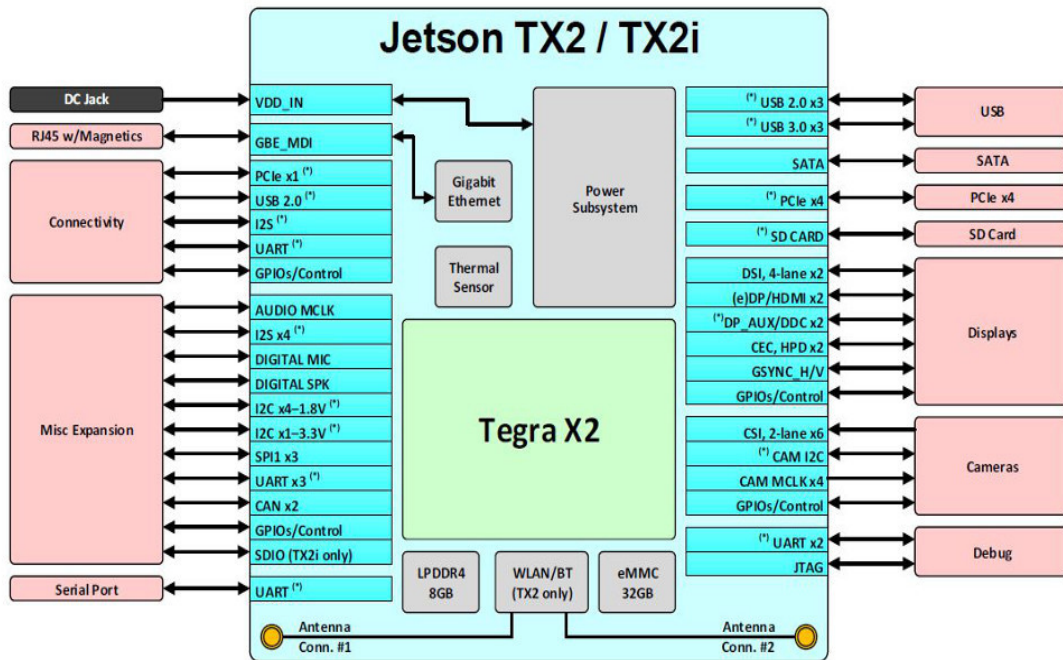 Jetson TX2 / TX2i
DC Jack
RJ45 w/Magnetics
Connectivity
Misc Expansion
Serial Port
VDD_IN
GBE_MDI
PCIe x1 (*)
USB 2.0 (*)
I2S (*)
UART (*)
GPIOs/Control
AUDIO MCLK
I2S x4 (*)
DIGITAL MIC
DIGITAL SPK
I2C x4–1.8V (*)
I2C x1–3.3V (*)
SPI1 x3
UART x3 (*)
CAN x2
GPIOs/Control
SDIO (TX2i only)
UART (*)
Gigabit
Ethernet
Thermal
Sensor
Power
Subsystem
Tegra X2
LPDDR4
8GB
WLAN/BT
(TX2 only)
eMMC
32GB
Antenna
Conn. #1
Antenna
Conn. #2
(*) USB 2.0 x3
(*) USB 3.0 x3
SATA
(*) PCIe x4
(*) SD CARD
DSI, 4-lane x2
(e)DP/HDMI x2
(*)DP_AUX/DDC x2
CEC, HPD x2
GSYNC_H/V
GPIOs/Control
CSI, 2-lane x6
(*) CAM I2C
CAM MCLK x4
GPIOs/Control
(*) UART x2
JTAG
USB
SATA
PCIe x4
SD Card
Displays
Cameras
Debug